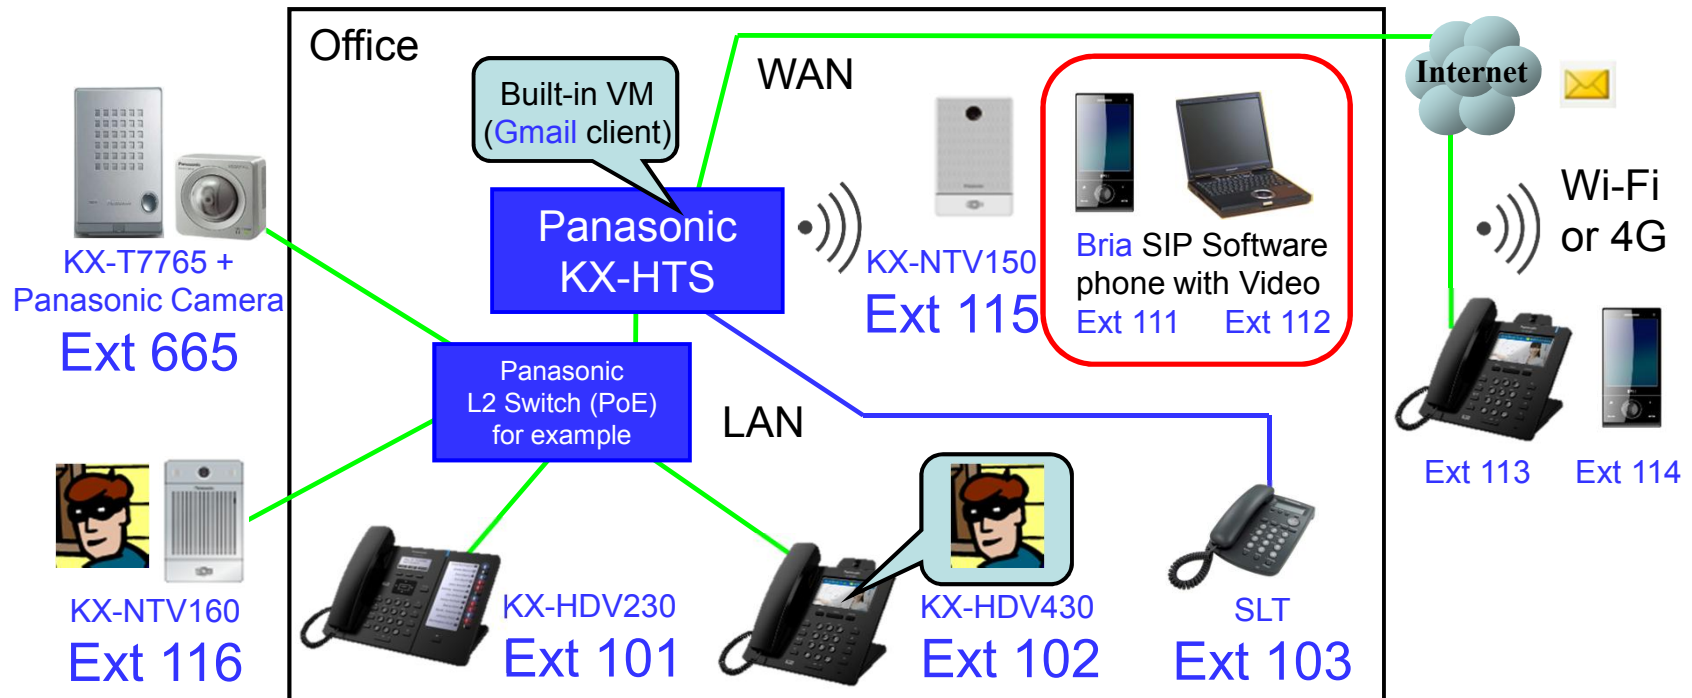 Office
WAN
Built-in VM
(Gmail client)
Internet
Panasonic
KX-HTS
KX-T7765 +
Panasonic Camera
Ext 665
KX-NTV150
Ext 115
Bria SIP Software
phone with Video
Ext 111 Ext 112
Wi-Fi
or 4G
Panasonic
L2 Switch (PoE)
for example
LAN
Ext 113 Ext 114
KX-NTV160
Ext 116
KX-HDV230
Ext 101
KX-HDV430
Ext 102
SLT
Ext 103